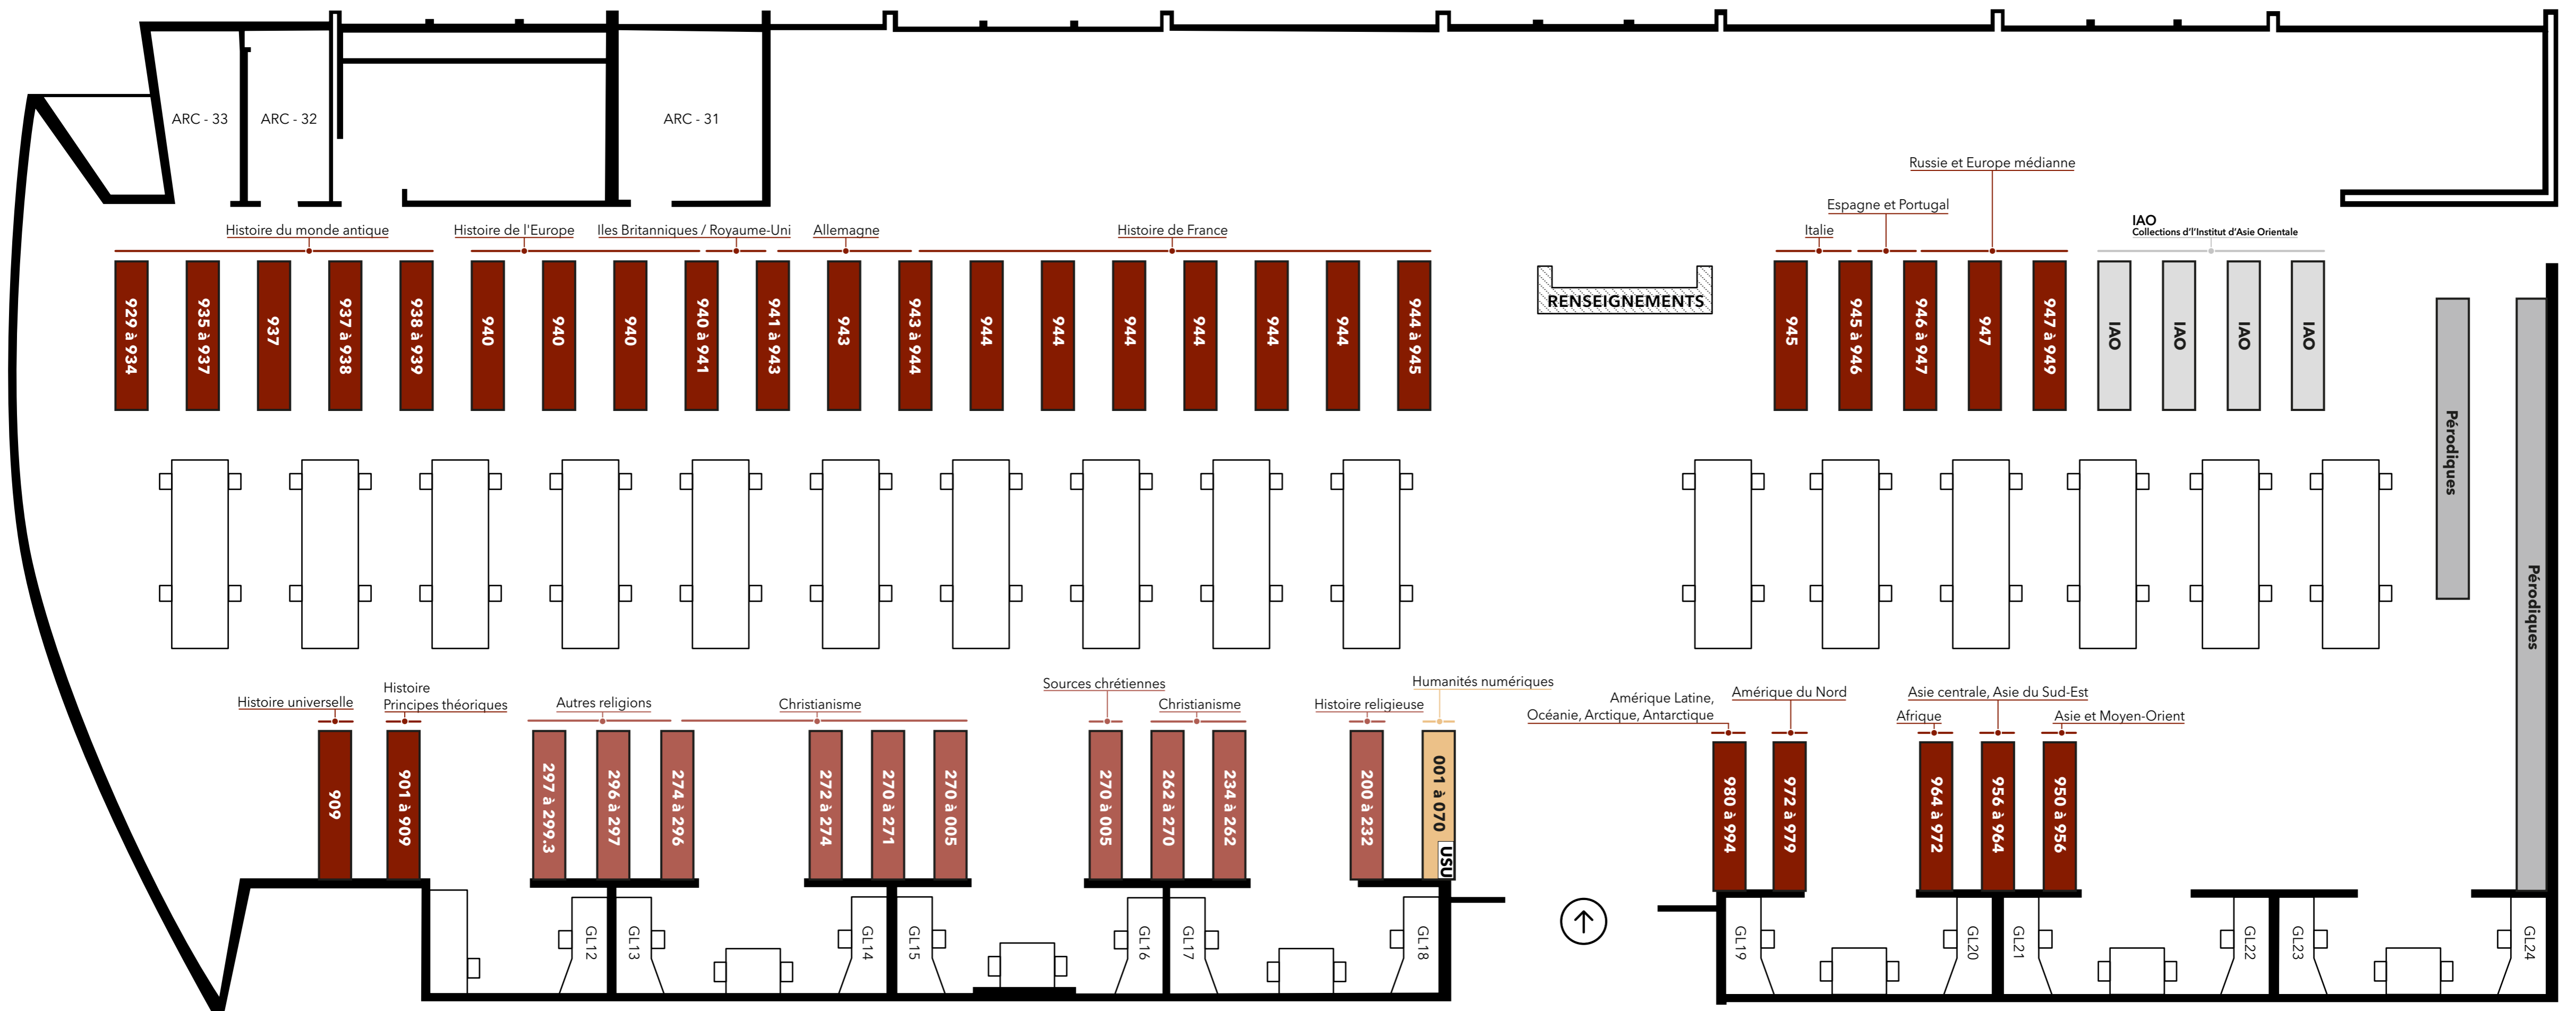 ARC - 33
ARC - 32
ARC - 31
Russie et Europe médianne
Espagne et Portugal
Histoire du monde antique
Histoire de l'Europe
Iles Britanniques / Royaume-Uni
Allemagne
Histoire de France
Italie
IAO
Collections d'l'Institut d'Asie Orientale
929 à 934
935 à 937
937
937 à 938
938 à 939
940
940
940
940 à 941
941 à 943
943
943 à 944
944
944
944
944
944
944
944 à 945
RENSEIGNEMENTS
945
945 à 946
946 à 947
947
947 à 949
IAO
IAO
IAO
IAO
Pérodiques
Pérodiques
Histoire universelle
Histoire
Principes théoriques
Autres religions
Christianisme
Sources chrétiennes
Christianisme
Histoire religieuse
Humanités numériques
Amérique Latine,
Océanie, Arctique, Antarctique
Amérique du Nord
Afrique
Asie centrale, Asie du Sud-Est
Asie et Moyen-Orient
909
901 à 909
297 à 299.3
296 à 297
274 à 296
272 à 274
270 à 271
270 à 005
270 à 005
262 à 270
234 à 262
200 à 232
001 à 070
USU
980 à 994
972 à 979
964 à 972
956 à 964
950 à 956
GL12
GL13
GL14
GL15
GL16
GL17
GL18
GL19
GL20
GL21
GL22
GL23
GL24